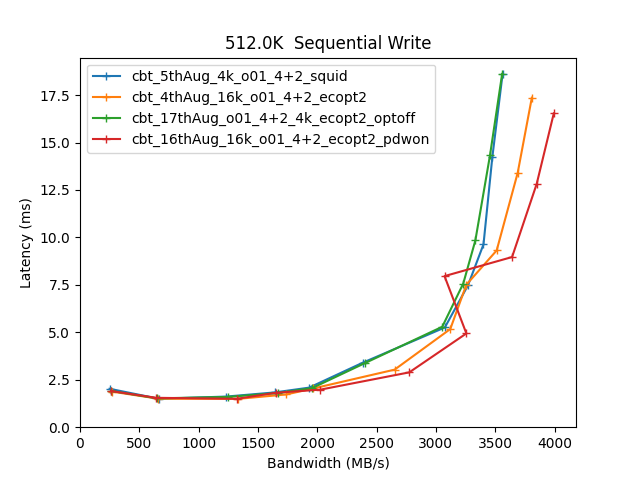 512.0K  Sequential Write
cbt_5thAug_4k_o01_4+2_squid
cbt_4thAug_16k_o01_4+2_ecopt2
cbt_17thAug_o01_4+2_4k_ecopt2_optoff
cbt_16thAug_16k_o01_4+2_ecopt2_pdwon
Latency (ms)
17.5
15.0
12.5
10.0
7.5
5.0
2.5
0.0
0 500 1000 1500 2000 2500 3000 3500 4000
Bandwidth (MB/s)